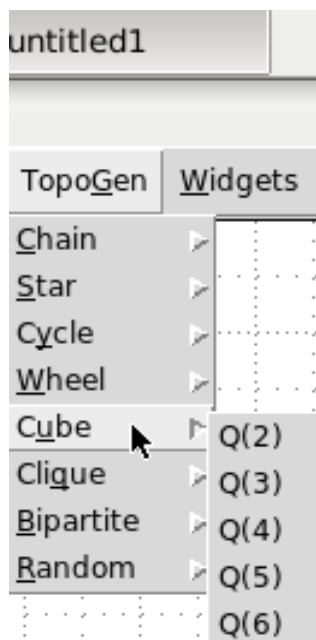 untitled1
TopoGen Widgets
Chain
Star
Cycle
Wheel
Cube
Clique
Bipartite
Random
Q(2)
Q(3)
Q(4)
Q(5)
Q(6)